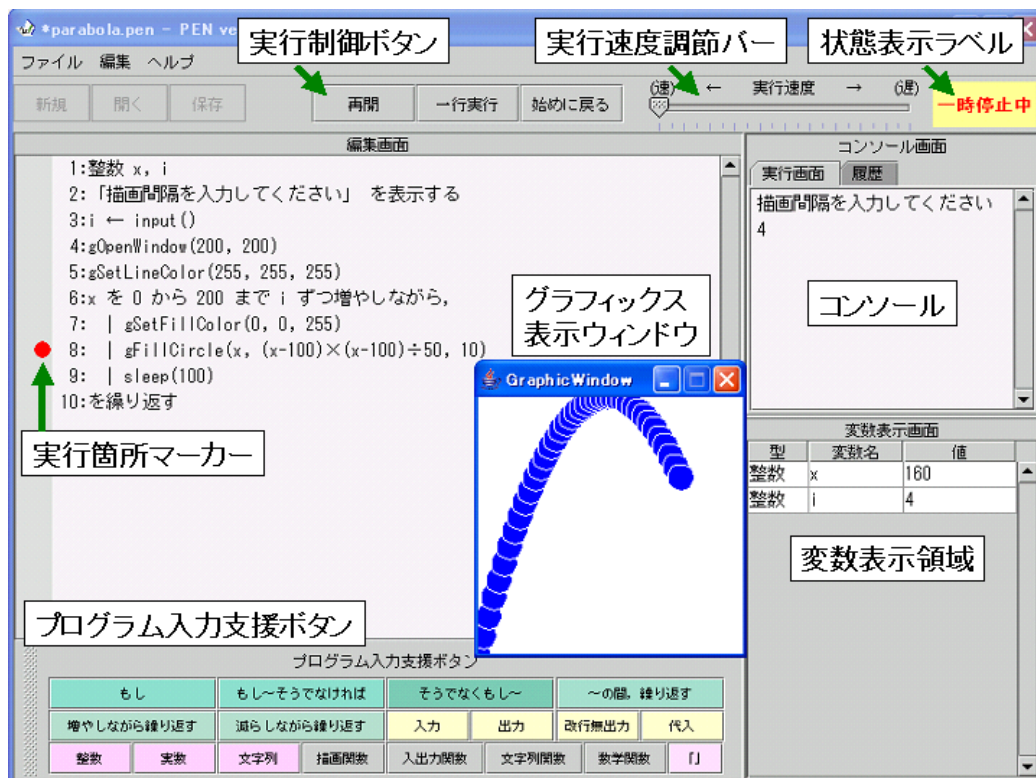 *parabola.pen - PEN ve
実行制御ボタン
実行速度調節バー
状態表示ラベル
ファイル 編集 ヘルプ
新規 開く 保存 再開 一行実行 始めに戻る (速) ← 実行速度 → (遅) 一時停止中
編集画面
1:整数 x, i
2:「描画間隔を入力してください」 を表示する
3:i ← input()
4:gOpenWindow(200, 200)
5:gSetLineColor(255, 255, 255)
6:x を 0 から 200 まで i ずつ増やしながら,
7: | gSetFillColor(0, 0, 255)
8: | gFillCircle(x, (x-100)×(x-100)÷50, 10)
9: | sleep(100)
10:を繰り返す
実行箇所マーカー
グラフィックス
表示ウィンドウ
GraphicWindow
コンソール画面
実行画面 履歴
描画間隔を入力してください
4
コンソール
変数表示画面
型 変数名 値
整数 x 160
整数 i 4
変数表示領域
プログラム入力支援ボタン
プログラム入力支援ボタン
もし もし～そうでなければ そうでなくもし～ ～の間, 繰り返す
増やしながら繰り返す 減らしながら繰り返す 入力 出力 改行無出力 代入
整数 実数 文字列 描画関数 入出力関数 文字列関数 数学関数 「」